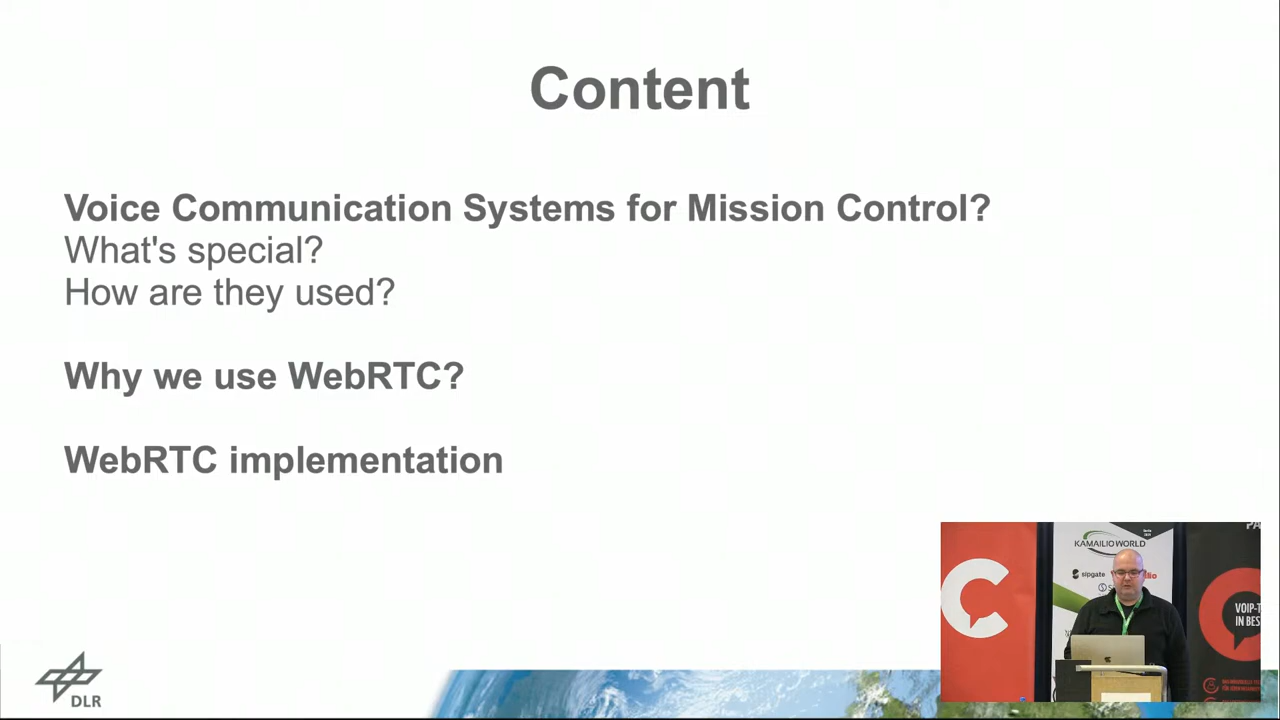 Content
Voice Communication Systems for Mission Control?
What's special?
How are they used?
Why we use WebRTC?
WebRTC implementation
DLR
KAMAILIO WORLD
sipgate
VOIP-T
IN BES